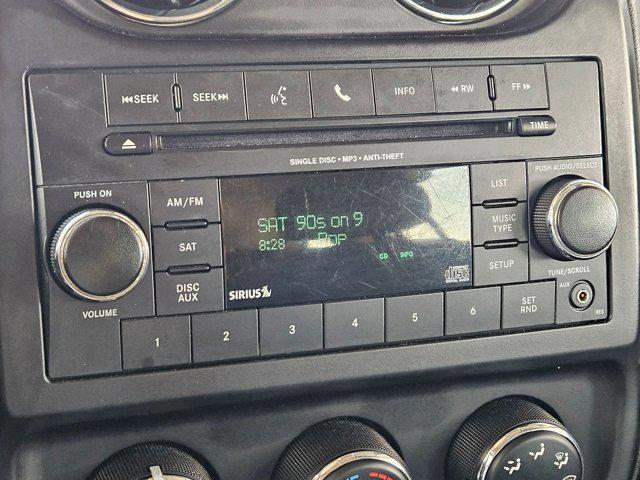 SEEK
SEEK
INFO
RW
FF
TIME
SINGLE DISC • MP3 • ANTI-THEFT
PUSH ON
VOLUME
AM/FM
SAT
DISC
AUX
SAT 90s on 9
8:28 Pop
CD INFO
SIRIUS
LIST
MUSIC
TYPE
SETUP
PUSH AUDIO/SELECT
TUNE/SCROLL
1
2
3
4
5
6
SET
RND
AUX
RES